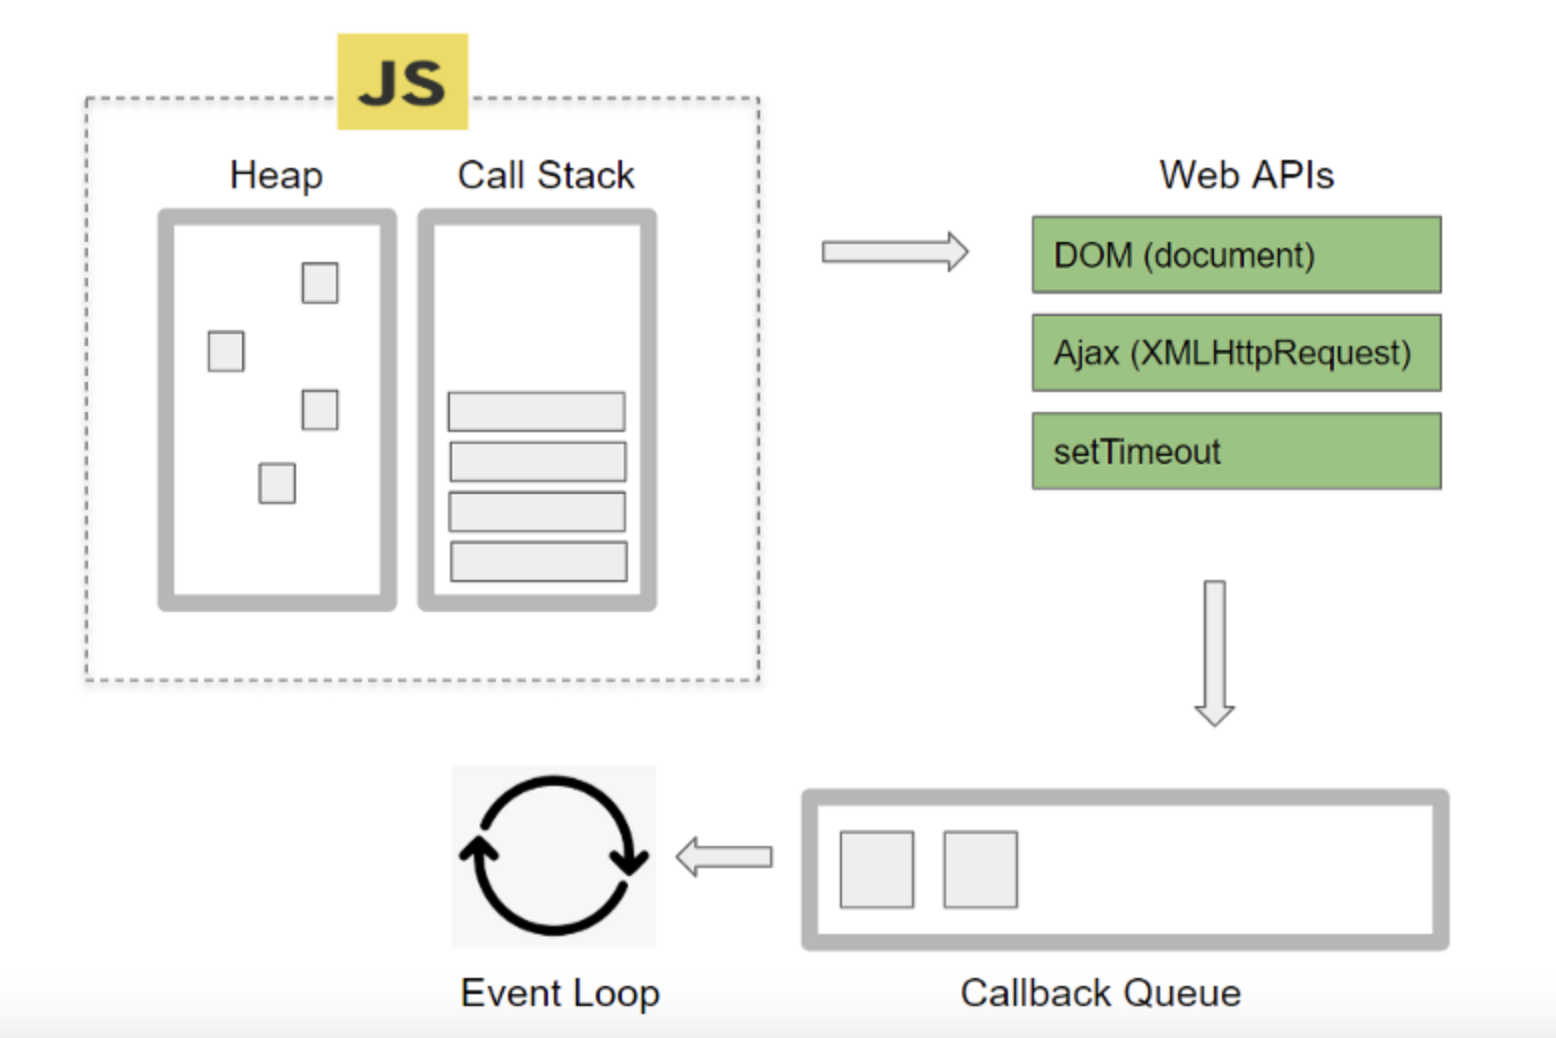 JS
Heap
Call Stack
Web APIs
DOM (document)
Ajax (XMLHttpRequest)
setTimeout
Event Loop
Callback Queue